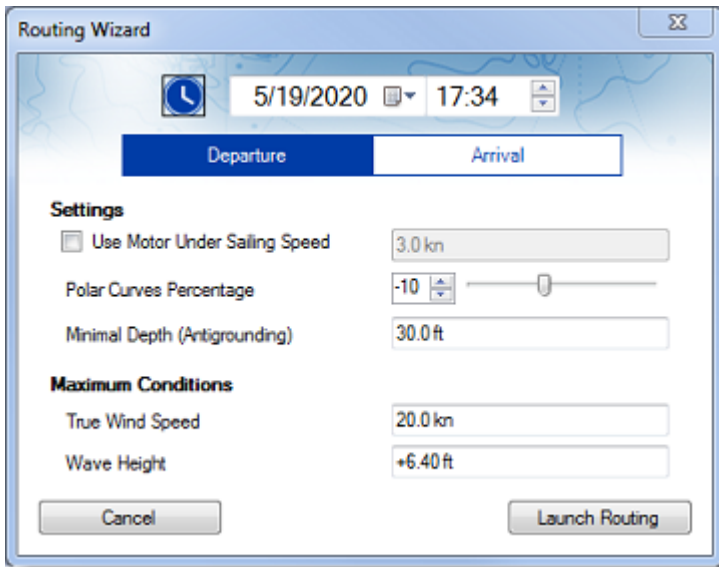 Routing Wizard
5/19/2020 17:34
Departure Arrival
Settings
Use Motor Under Sailing Speed 3.0 kn
Polar Curves Percentage -10
Minimal Depth (Antigrounding) 30.0 ft
Maximum Conditions
True Wind Speed 20.0 kn
Wave Height +6.40 ft
Cancel Launch Routing